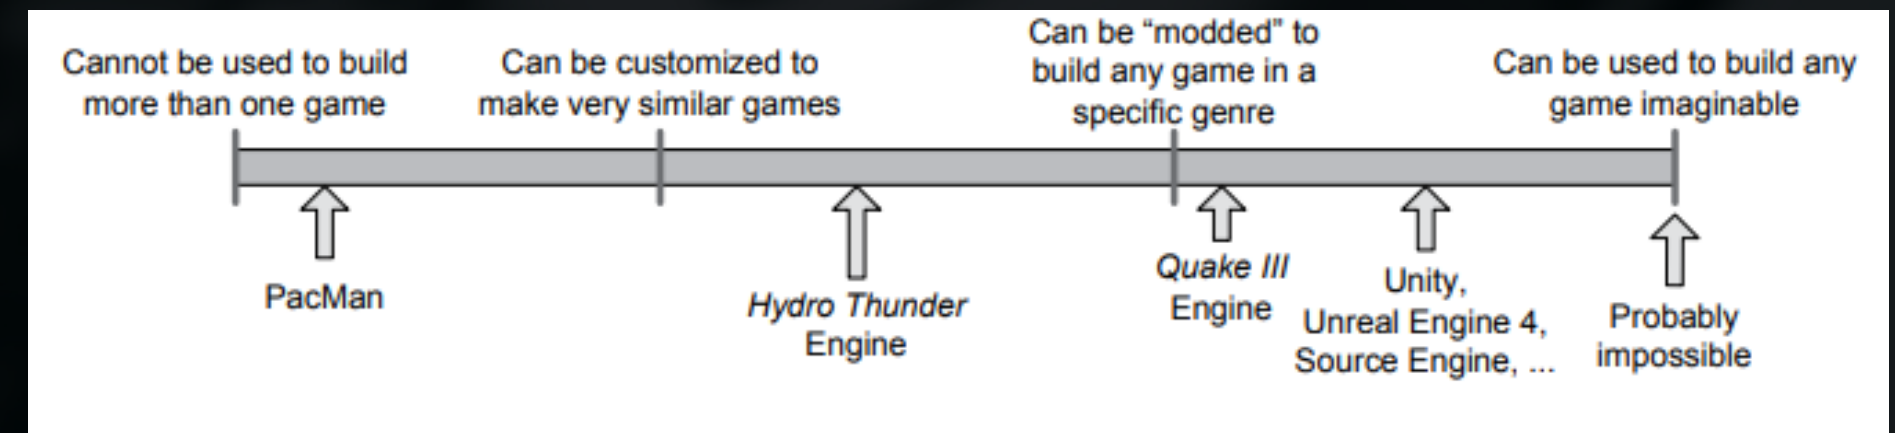 Cannot be used to build
more than one game
Can be customized to
make very similar games
Can be “modded” to
build any game in a
specific genre
Can be used to build any
game imaginable
PacMan
Hydro Thunder
Engine
Quake III
Engine
Unity,
Unreal Engine 4,
Source Engine, ...
Probably
impossible